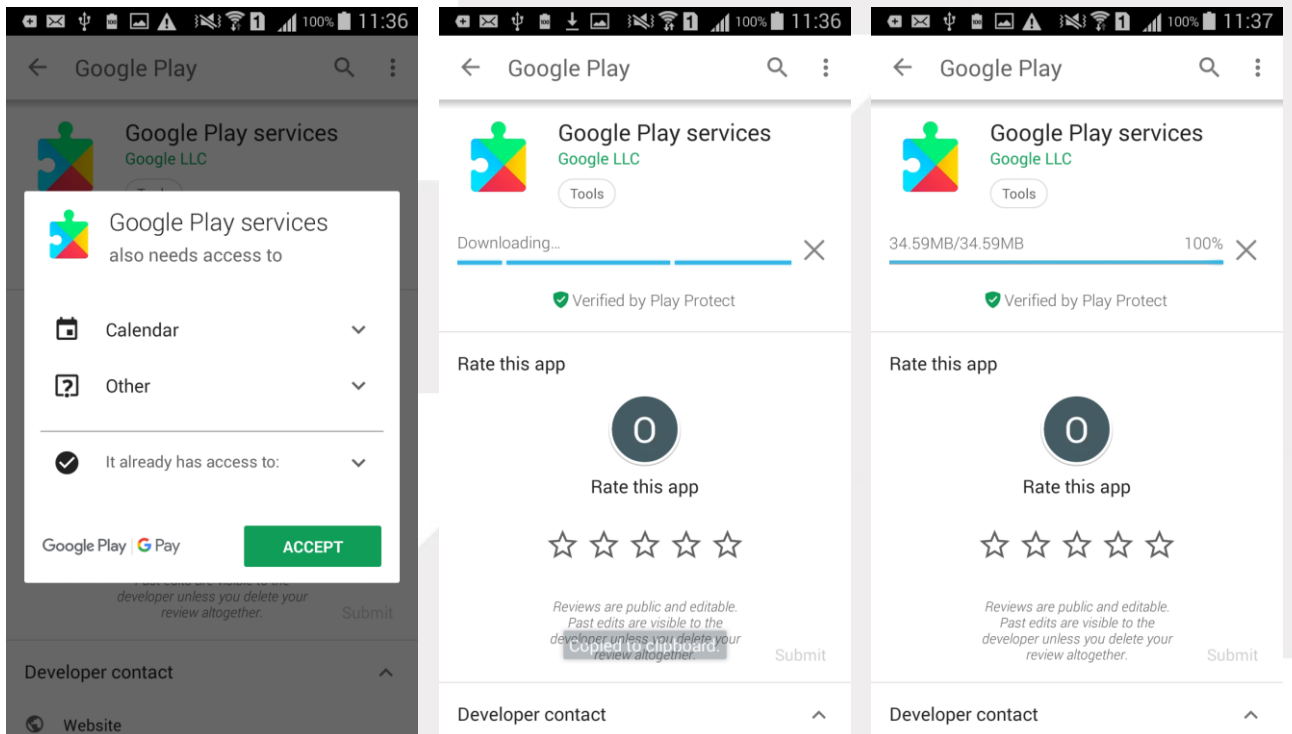 100% 11:36
Google Play
Google Play services
Google LLC
Google Play services
also needs access to
Calendar
Other
It already has access to:
Google Play | G Pay
ACCEPT
developer unless you delete your
review altogether.
Submit
Developer contact
Website
1 100% 11:36
Google Play
Google Play services
Google LLC
Tools
Downloading...
Verified by Play Protect
Rate this app
O
Rate this app
Reviews are public and editable.
Past edits are visible to the
developer unless you delete your
review altogether.
Copied to clipboard.
Submit
Developer contact
1 100% 11:37
Google Play
Google Play services
Google LLC
Tools
34.59MB/34.59MB 100%
Verified by Play Protect
Rate this app
O
Rate this app
Reviews are public and editable.
Past edits are visible to the
developer unless you delete your
review altogether.
Submit
Developer contact